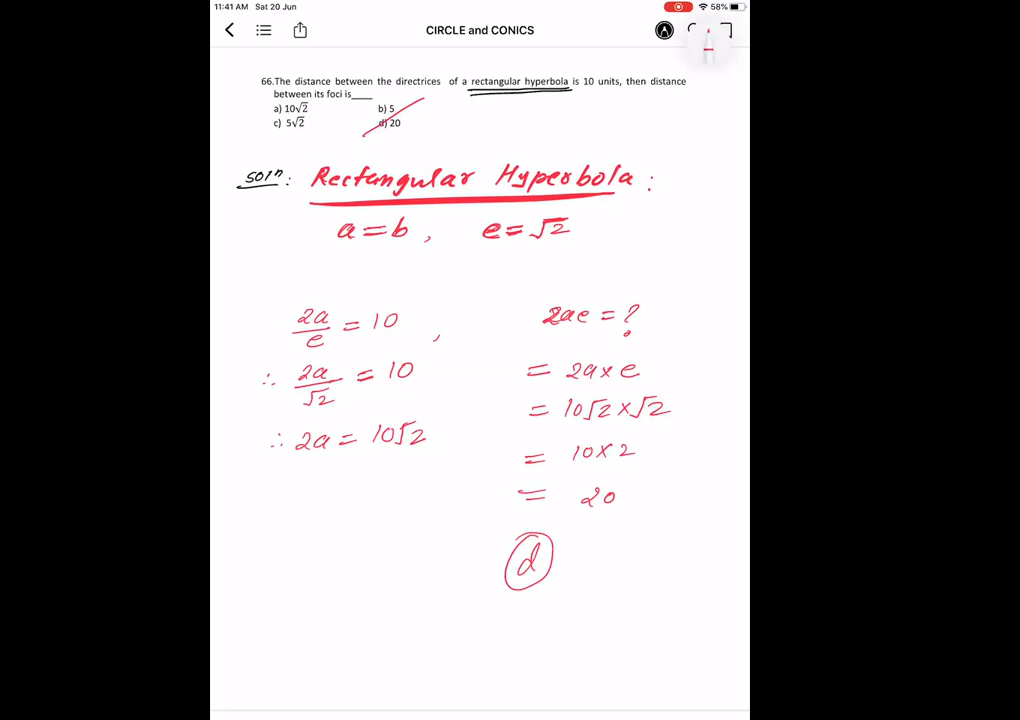 11:41 AM Sat 20 Jun 58%
CIRCLE and CONICS
66.The distance between the directrices of a rectangular hyperbola is 10 units, then distance
between its foci is____
a) 10√2 b) 5
c) 5√2 d) 20
Solⁿ: Rectangular Hyperbola:
a = b, e = √2
2a/e = 10, 2ae = ?
∴ 2a/√2 = 10 = 2a × e
= 10√2 × √2
∴ 2a = 10√2
= 10 × 2
= 20
d